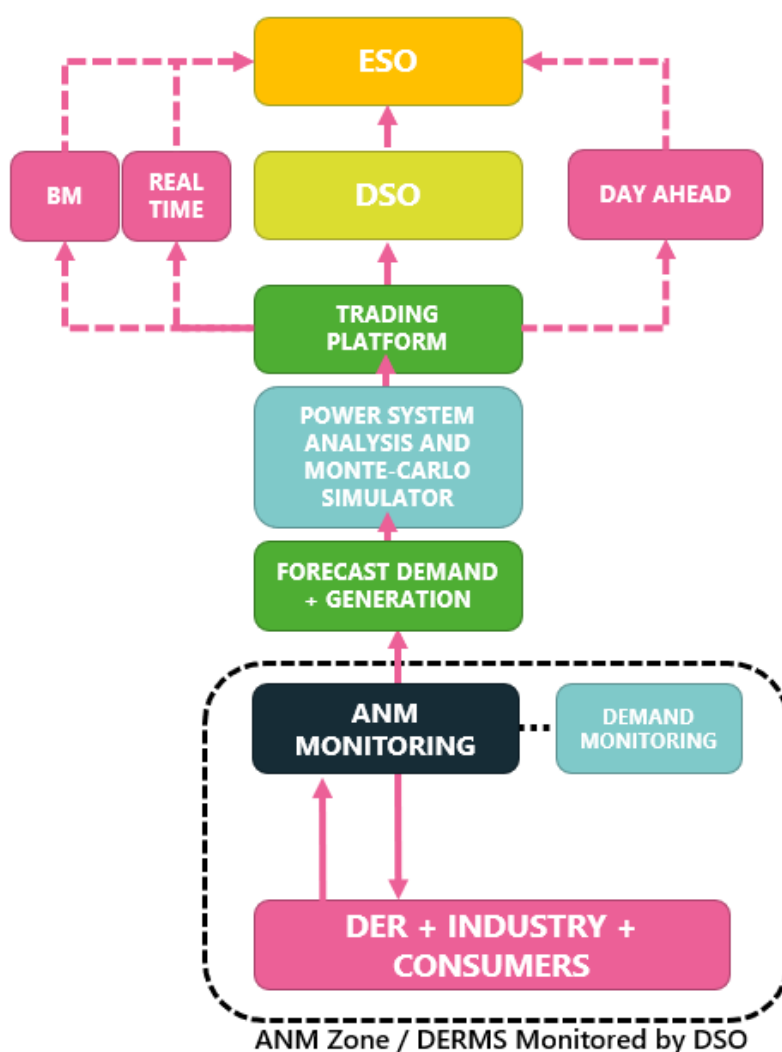 ESO
BM
REAL
TIME
DSO
DAY AHEAD
TRADING
PLATFORM
POWER SYSTEM
ANALYSIS AND
MONTE-CARLO
SIMULATOR
FORECAST DEMAND
+ GENERATION
ANM
MONITORING
DEMAND
MONITORING
DER + INDUSTRY +
CONSUMERS
ANM Zone / DERMS Monitored by DSO